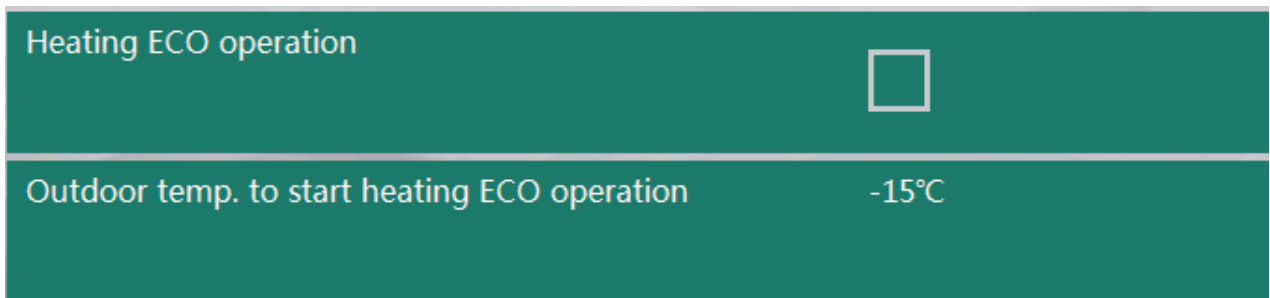 Heating ECO operation
Outdoor temp. to start heating ECO operation -15℃